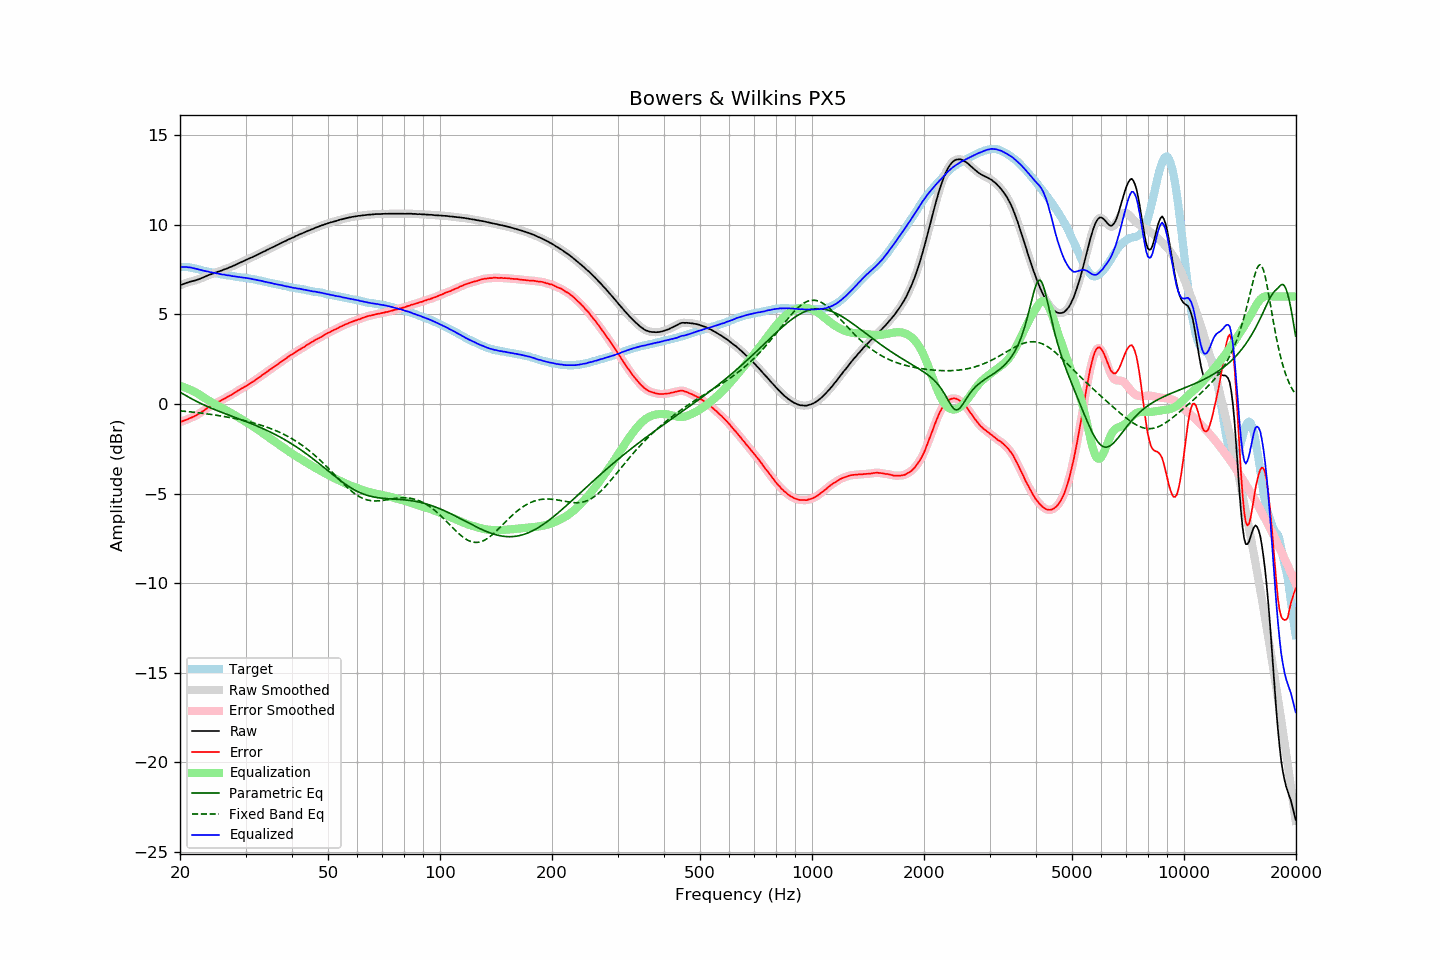 Bowers & Wilkins PX5
Amplitude (dBr)
15
10
5
0
−5
−10
−15
−20
−25
Target
Raw Smoothed
Error Smoothed
Raw
Error
Equalization
Parametric Eq
Fixed Band Eq
Equalized
20 50 100 200 500 1000 2000 5000 10000 20000
Frequency (Hz)